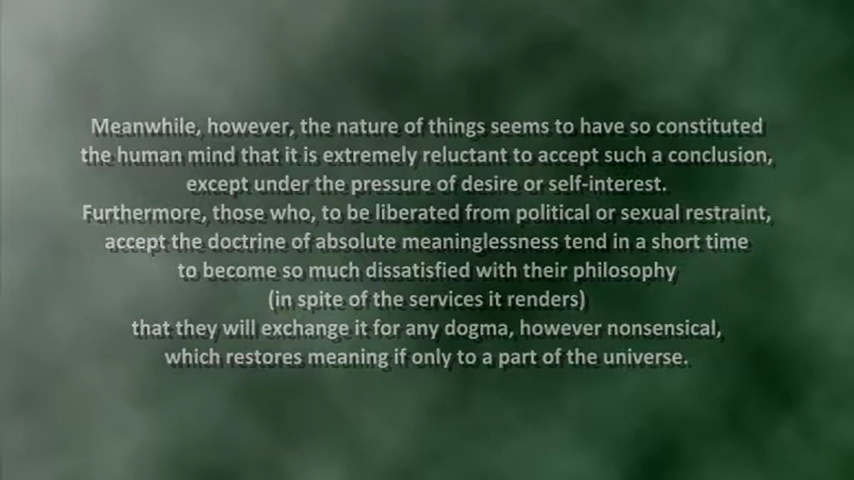 Meanwhile, however, the nature of things seems to have so constituted
the human mind that it is extremely reluctant to accept such a conclusion,
except under the pressure of desire or self-interest.
Furthermore, those who, to be liberated from political or sexual restraint,
accept the doctrine of absolute meaninglessness tend in a short time
to become so much dissatisfied with their philosophy
(in spite of the services it renders)
that they will exchange it for any dogma, however nonsensical,
which restores meaning if only to a part of the universe.